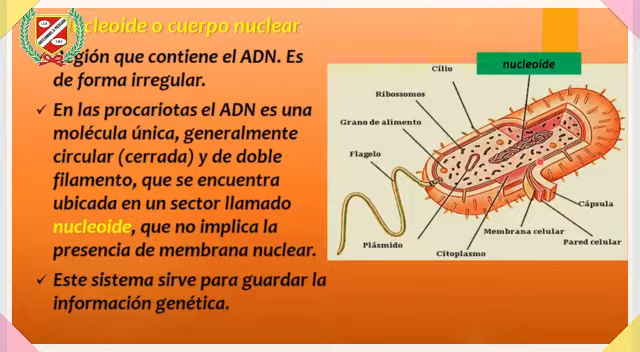 Nucleoide o cuerpo nuclear
Región que contiene el ADN. Es
de forma irregular.
✓ En las procariotas el ADN es una
molécula única, generalmente
circular (cerrada) y de doble
filamento, que se encuentra
ubicada en un sector llamado
nucleoide, que no implica la
presencia de membrana nuclear.
✓ Este sistema sirve para guardar la
información genética.
nucleoide
Cílio
Ribossomos
Grano de alimento
Flagelo
Plásmido
Citoplasmo
Membrana celular
Cápsula
Pared celular